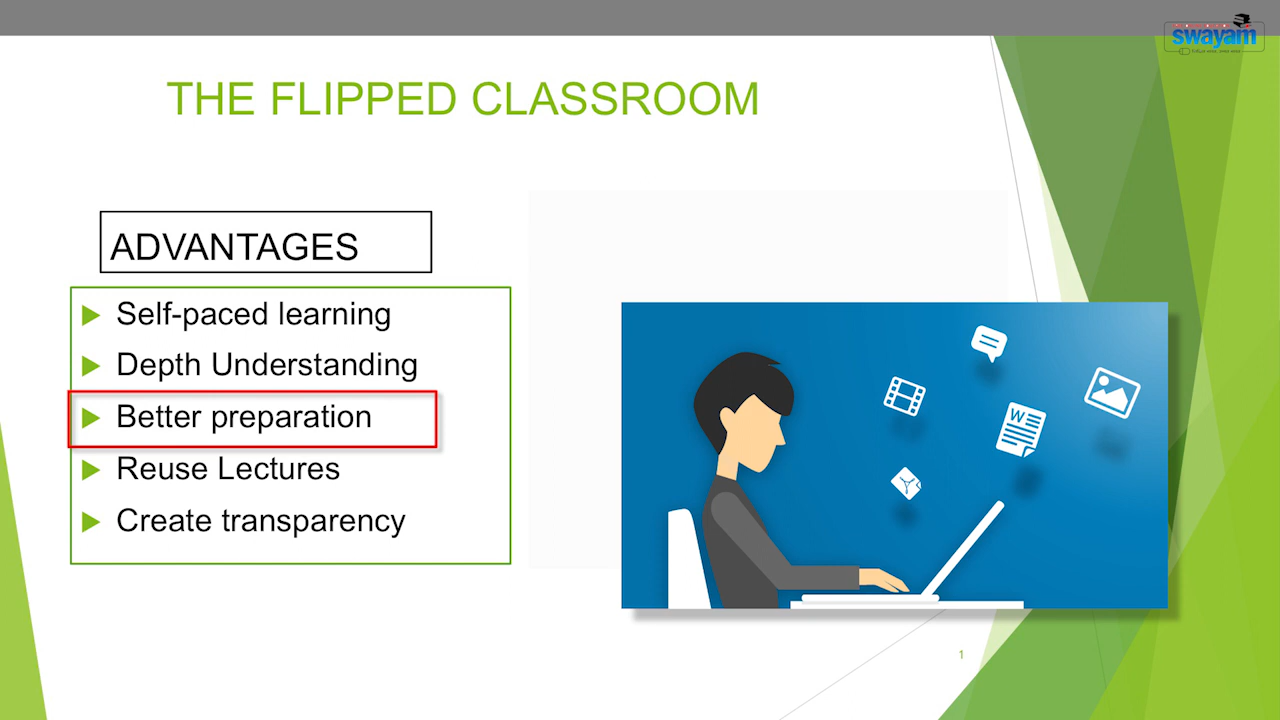 swayam
THE FLIPPED CLASSROOM
ADVANTAGES
Self-paced learning
Depth Understanding
Better preparation
Reuse Lectures
Create transparency
W
1